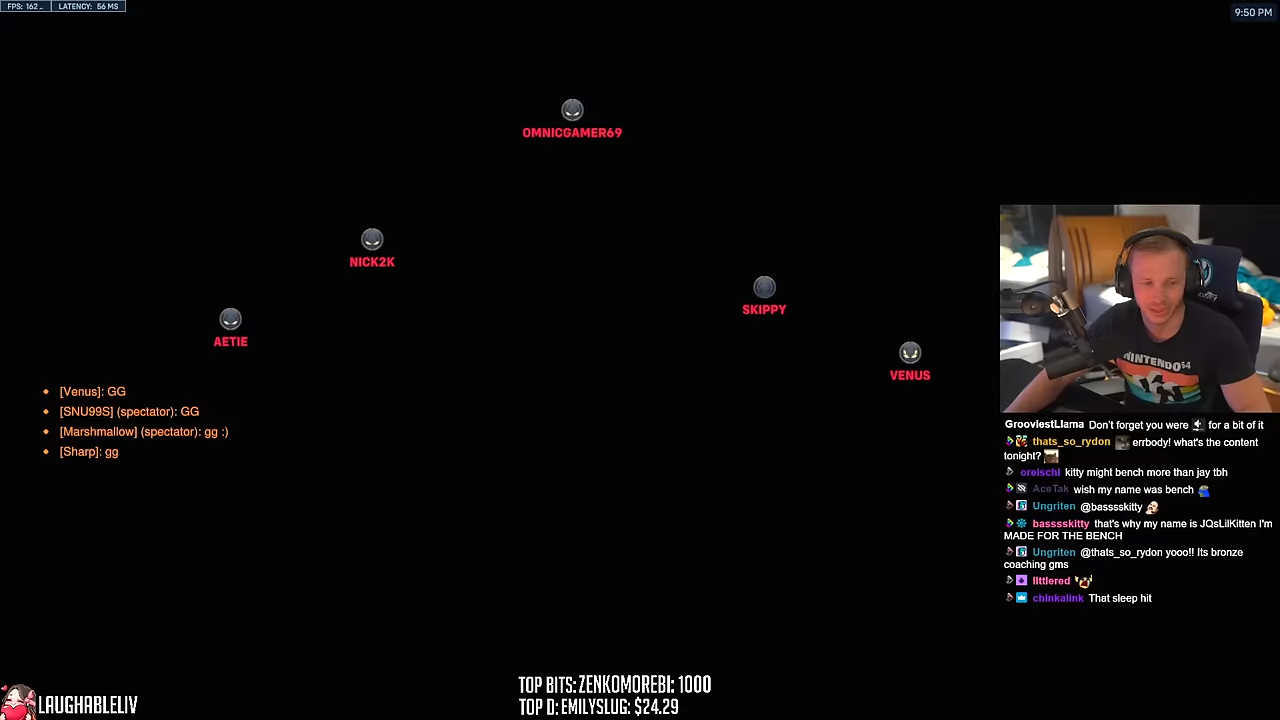 FPS: 162 ... LATENCY: 56 MS
9:50 PM
OMNICGAMER69
NICK2K
SKIPPY
AETIE
VENUS
[Venus]: GG
[SNU99S] (spectator): GG
[Marshmallow] (spectator): gg :)
[Sharp]: gg
NINTENDO64
GrooviestLlama Don't forget you were for a bit of it
thats_so_rydon errbody! what's the content
tonight?
oreischl kitty might bench more than jay tbh
AceTak wish my name was bench
Ungriten @basssskitty
basssskitty that's why my name is JQsLilKitten I'm
MADE FOR THE BENCH
Ungriten @thats_so_rydon yooo!! Its bronze
coaching gms
llttlered
chinkalink That sleep hit
LAUGHABLELIV
TOP BITS: ZENKOMOREBI: 1000
TOP D: EMILYSLUG: $24.29